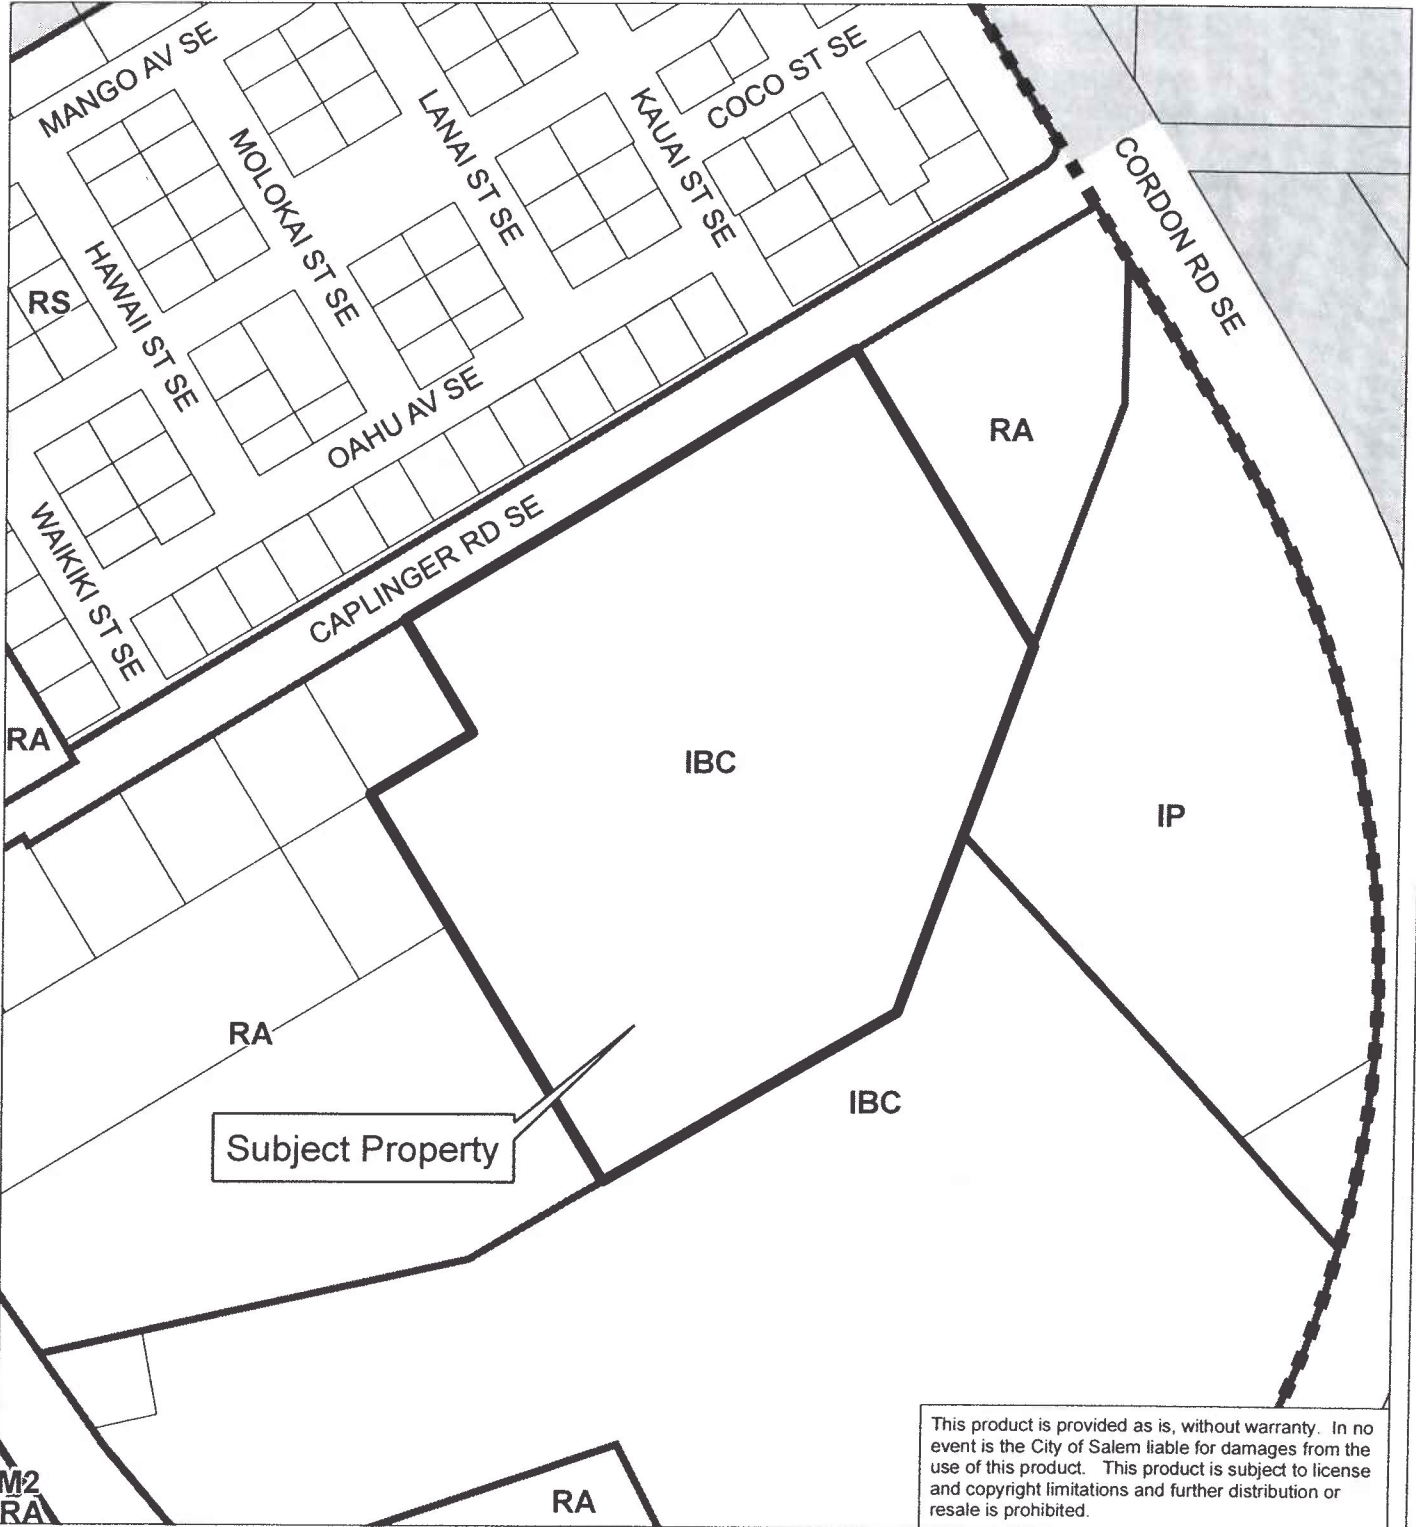 MANGO AV SE
COCO ST SE
MOLOKAI ST SE
LANAI ST SE
KAUAI ST SE
CORDON RD SE
HAWAII ST SE
RS
OAHU AV SE
RA
WAIKIKI ST SE
CAPLINGER RD SE
RA
IBC
IP
RA
IBC
Subject Property
M2
RA
RA
This product is provided as is, without warranty. In no
event is the City of Salem liable for damages from the
use of this product. This product is subject to license
and copyright limitations and further distribution or
resale is prohibited.